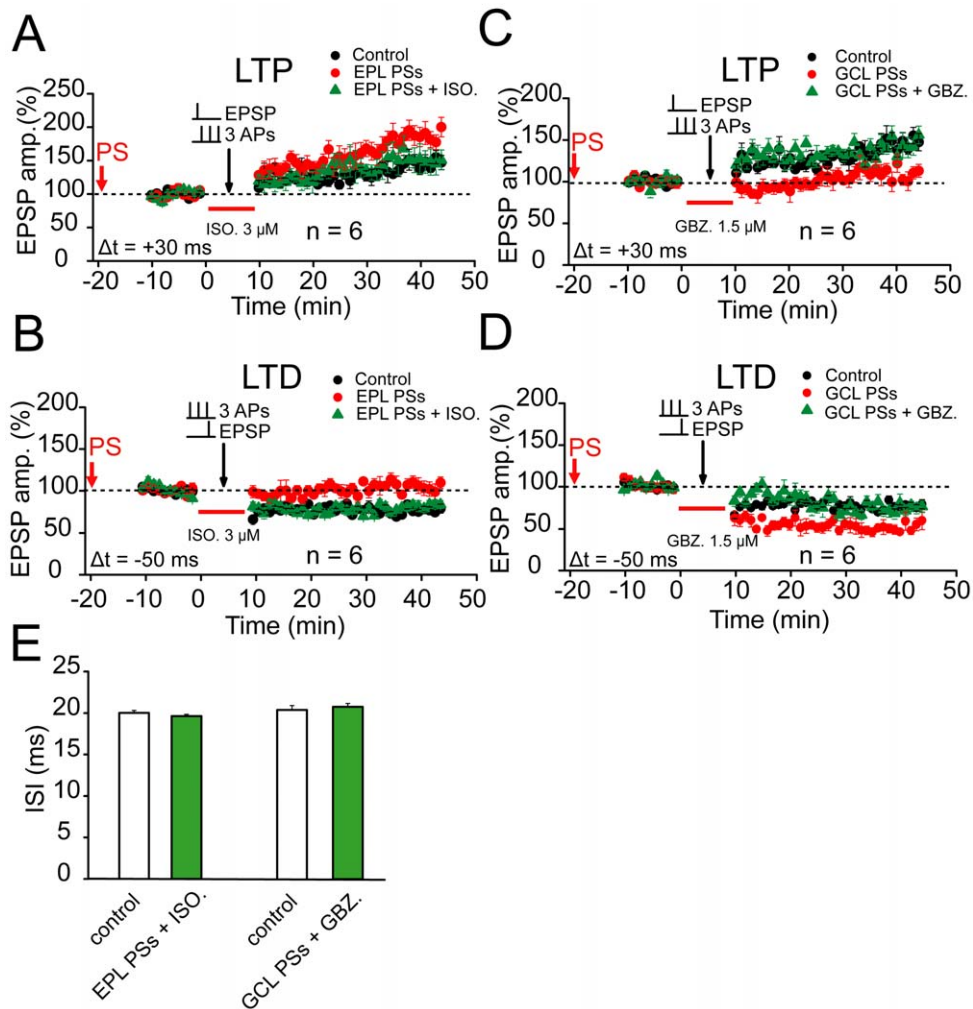 A
LTP
Control
EPL PSs
EPL PSs + ISO.
EPSP
3 APs
PS
EPSP amp.(%)
250
200
150
100
50
0
ISO. 3 µM
n = 6
Δt = +30 ms
-20 -10 0 10 20 30 40 50
Time (min)
C
LTP
Control
GCL PSs
GCL PSs + GBZ.
EPSP
3 APs
PS
EPSP amp. (%)
200
150
100
50
0
GBZ. 1.5 µM
n = 6
Δt = +30 ms
-20 -10 0 10 20 30 40 50
Time (min)
B
LTD
Control
EPL PSs
EPL PSs + ISO.
3 APs
EPSP
PS
EPSP amp.(%)
200
150
100
50
0
ISO. 3 µM
n = 6
Δt = -50 ms
-20 -10 0 10 20 30 40 50
Time (min)
D
LTD
Control
GCL PSs
GCL PSs + GBZ.
3 APs
EPSP
PS
EPSP amp. (%)
200
150
100
50
0
GBZ. 1.5 µM
n = 6
Δt = -50 ms
-20 -10 0 10 20 30 40 50
Time (min)
E
ISI (ms)
25
20
15
10
5
0
control
EPL PSs + ISO.
control
GCL PSs + GBZ.